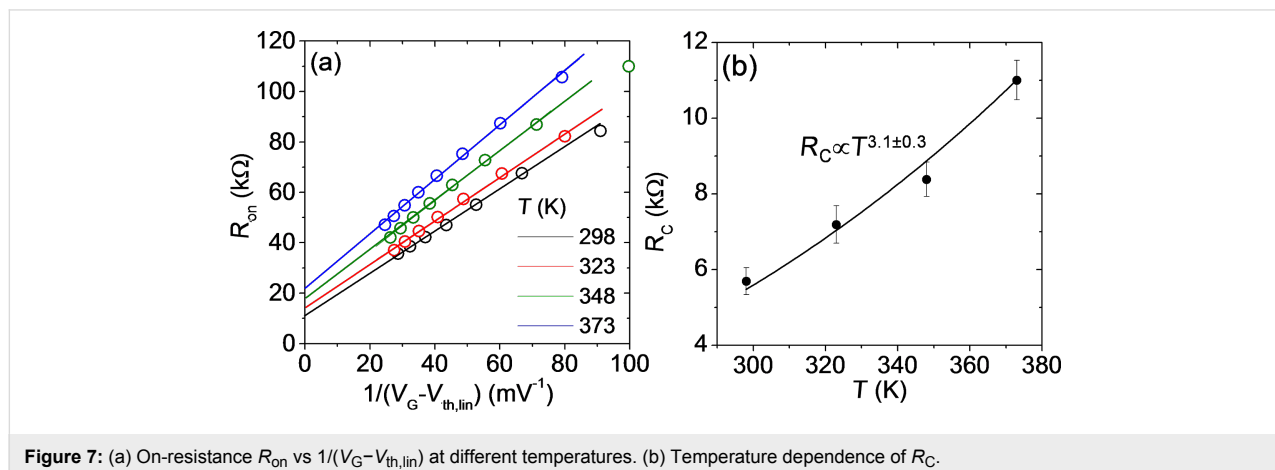 (a)
120
100
80
60
40
20
0
R_on (kΩ)
0 20 40 60 80 100
1/(V_G-V_th,lin) (mV^-1)
T (K)
298
323
348
373
(b)
12
10
8
6
4
R_C (kΩ)
R_C∝T^3.1±0.3
300 320 340 360 380
T (K)
Figure 7: (a) On-resistance R_on vs 1/(V_G−V_th,lin) at different temperatures. (b) Temperature dependence of R_C.